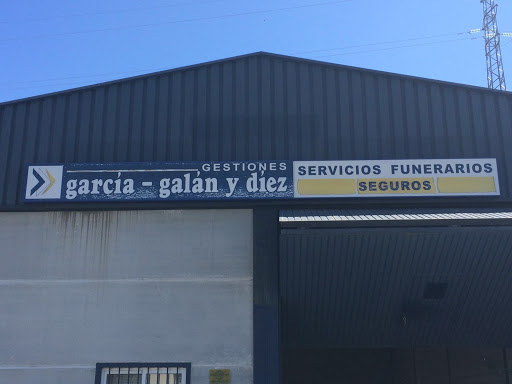 GESTIONES
garcía - galán y díez
SERVICIOS FUNERARIOS
SEGUROS